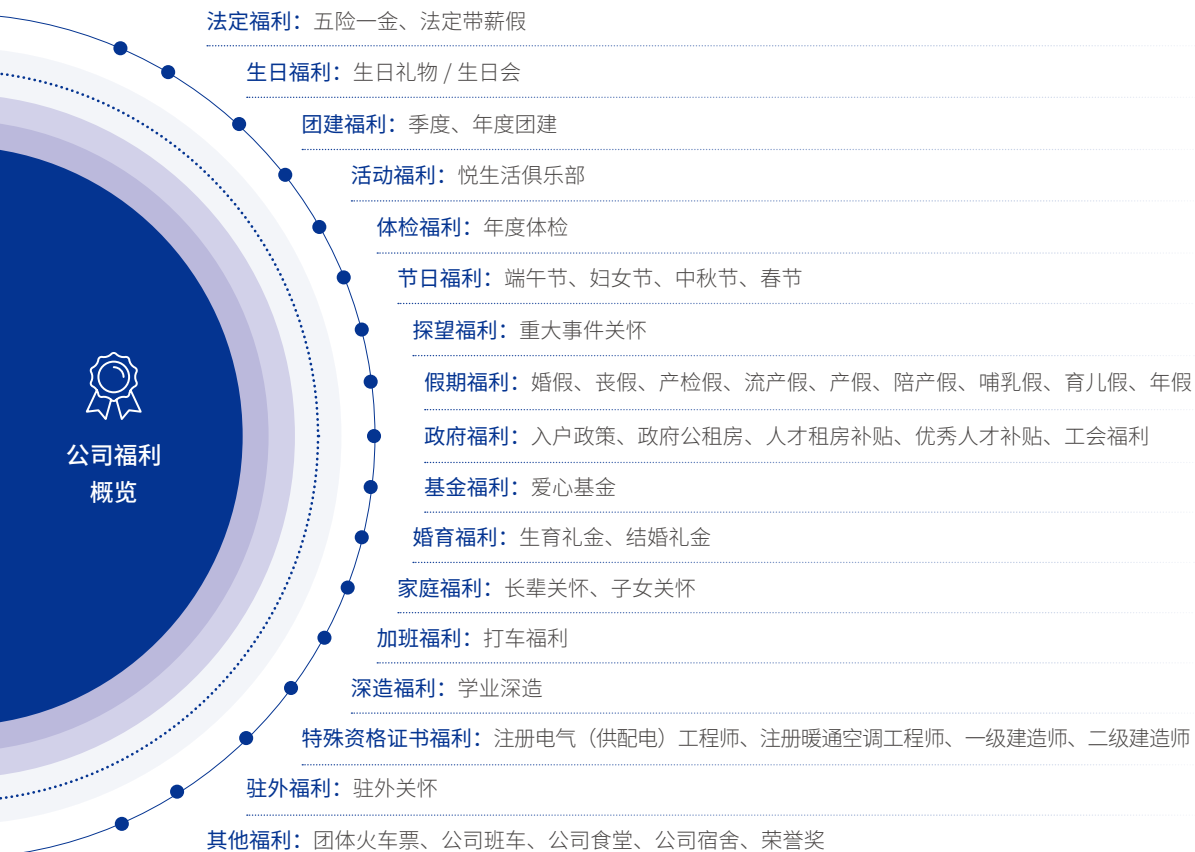 法定福利：五险一金、法定带薪假
生日福利：生日礼物 / 生日会
团建福利：季度、年度团建
活动福利：悦生活俱乐部
体检福利：年度体检
节日福利：端午节、妇女节、中秋节、春节
探望福利：重大事件关怀
假期福利：婚假、丧假、产检假、流产假、产假、陪产假、哺乳假、育儿假、年假
政府福利：入户政策、政府公租房、人才租房补贴、优秀人才补贴、工会福利
基金福利：爱心基金
婚育福利：生育礼金、结婚礼金
家庭福利：长辈关怀、子女关怀
加班福利：打车福利
深造福利：学业深造
特殊资格证书福利：注册电气（供配电）工程师、注册暖通空调工程师、一级建造师、二级建造师
驻外福利：驻外关怀
其他福利：团体火车票、公司班车、公司食堂、公司宿舍、荣誉奖
公司福利
概览